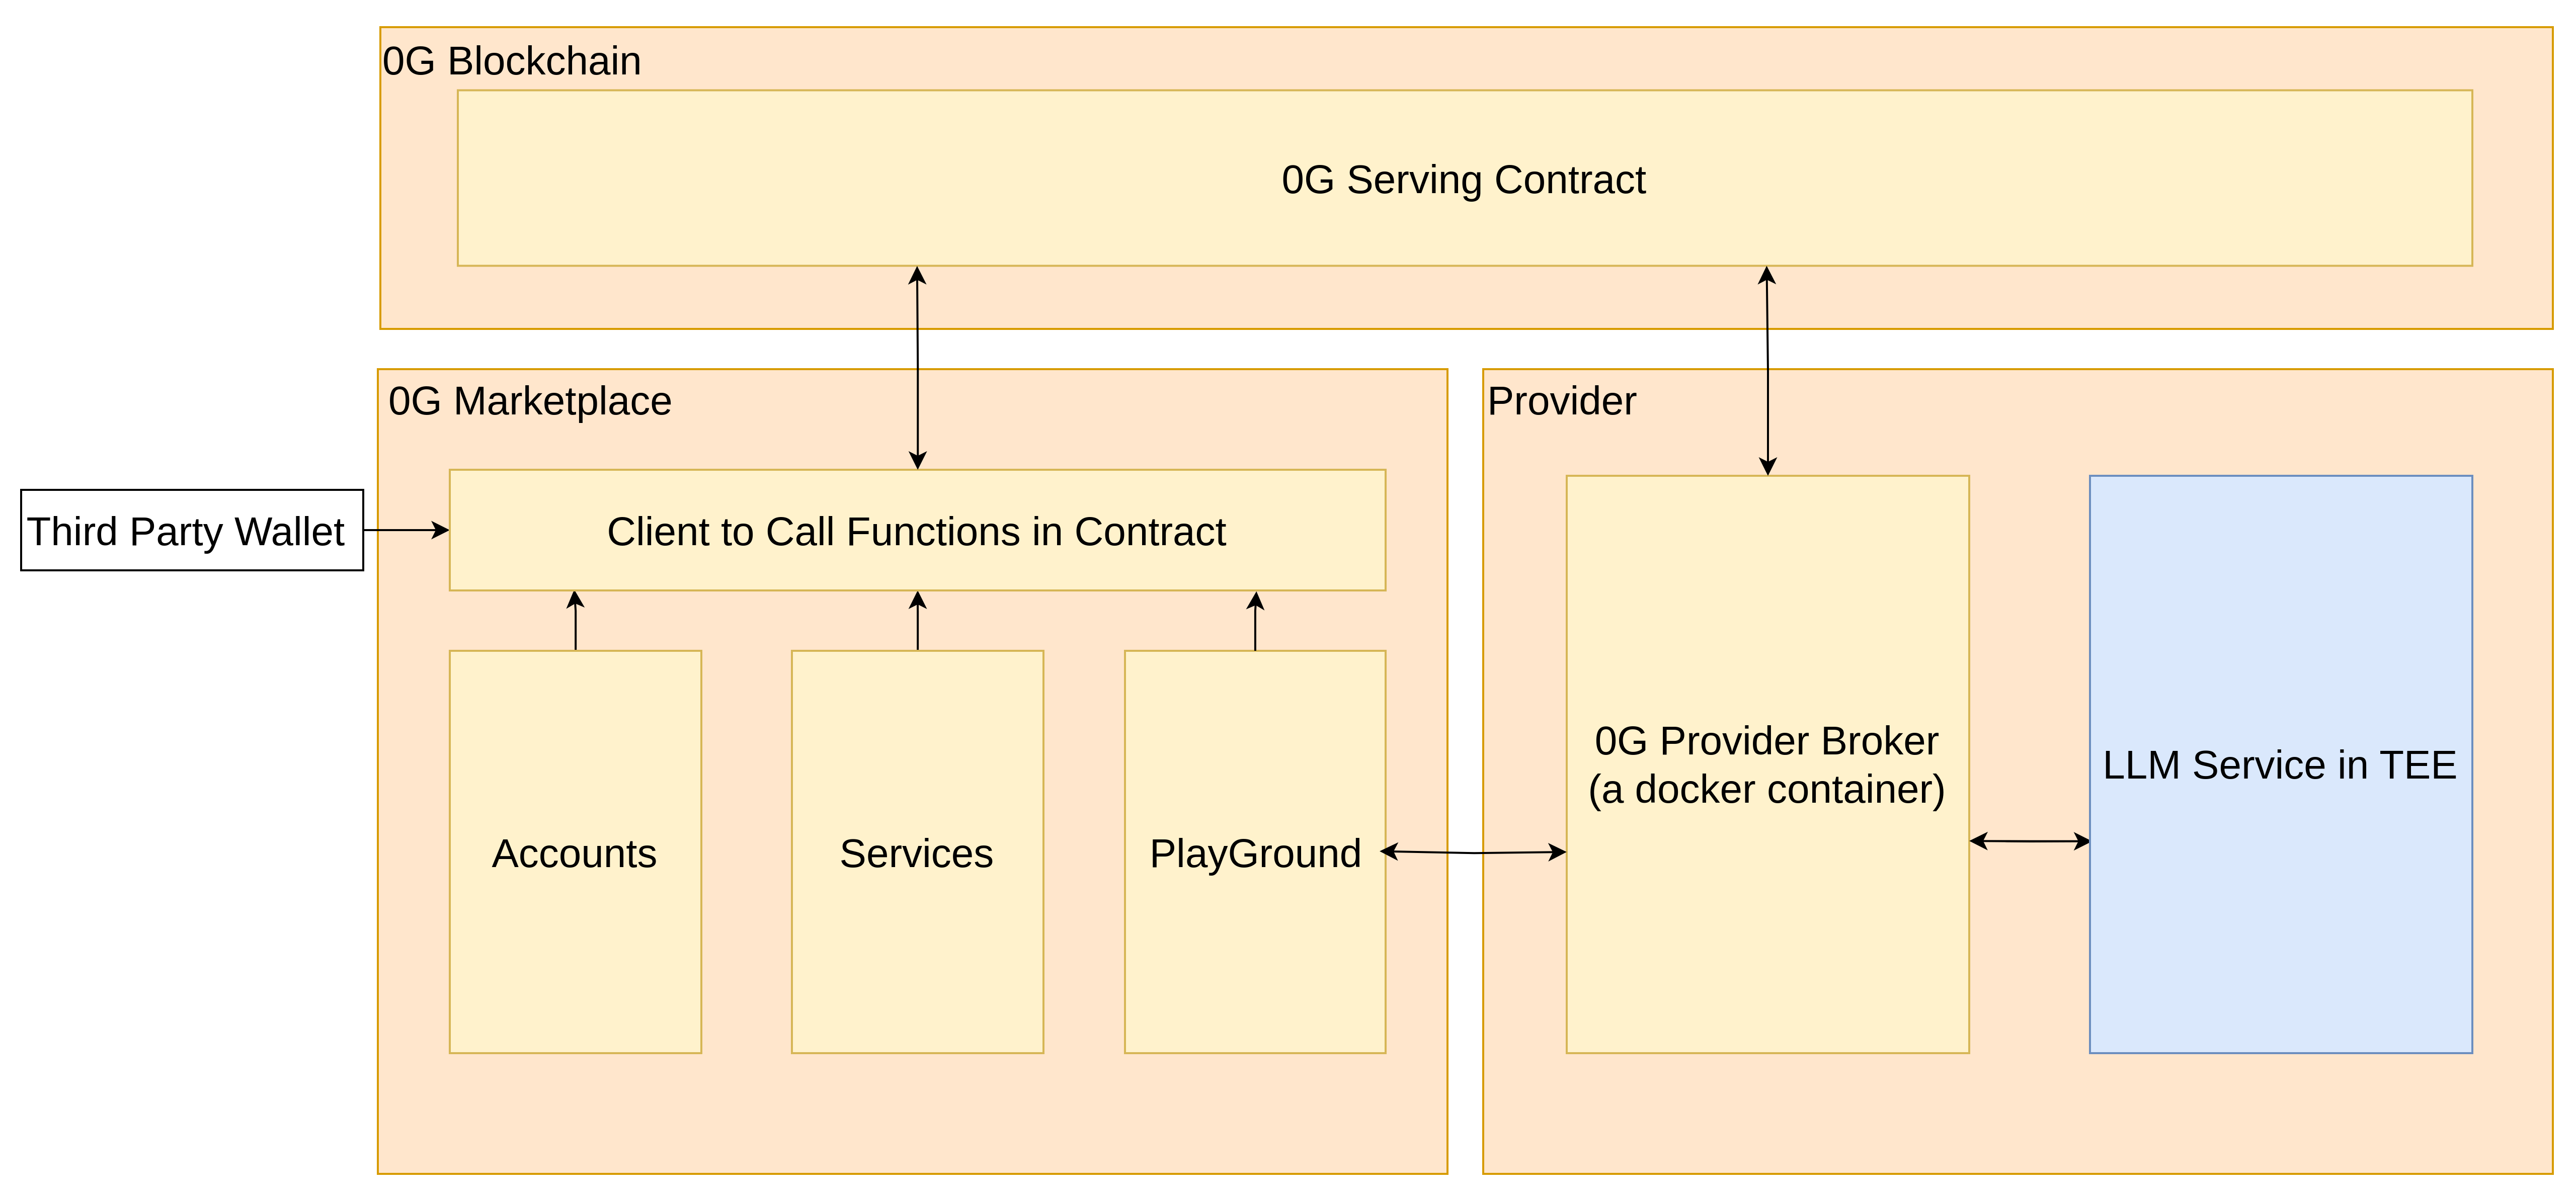 0G Blockchain
0G Serving Contract
0G Marketplace
Provider
Third Party Wallet
Client to Call Functions in Contract
Accounts
Services
PlayGround
0G Provider Broker
(a docker container)
LLM Service in TEE